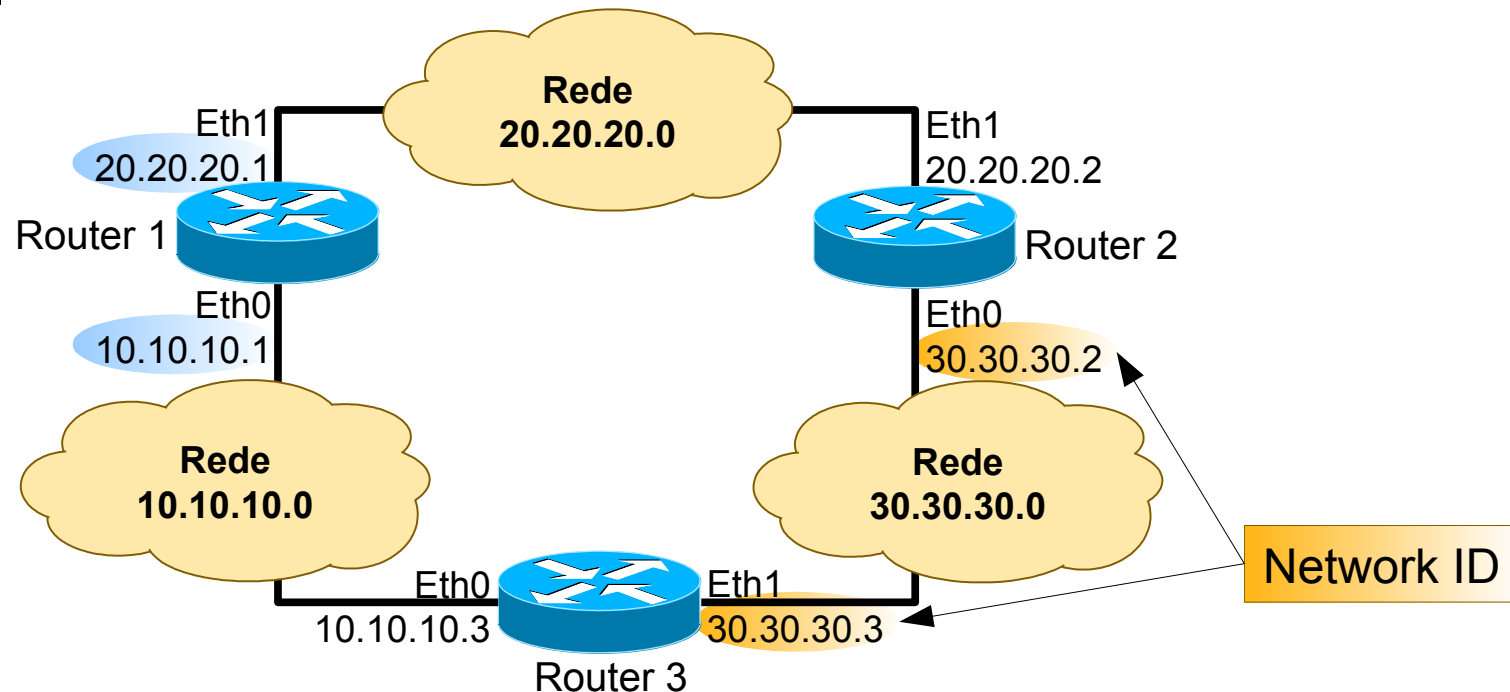 Rede
20.20.20.0
Eth1
20.20.20.1
Eth1
20.20.20.2
Router 1
Router 2
Eth0
10.10.10.1
Eth0
30.30.30.2
Rede
10.10.10.0
Rede
30.30.30.0
Network ID
Eth0
10.10.10.3
Eth1
30.30.30.3
Router 3